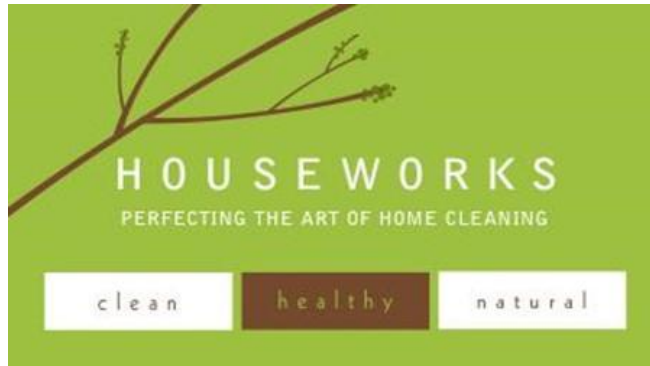 HOUSEWORKS
PERFECTING THE ART OF HOME CLEANING
clean healthy natural